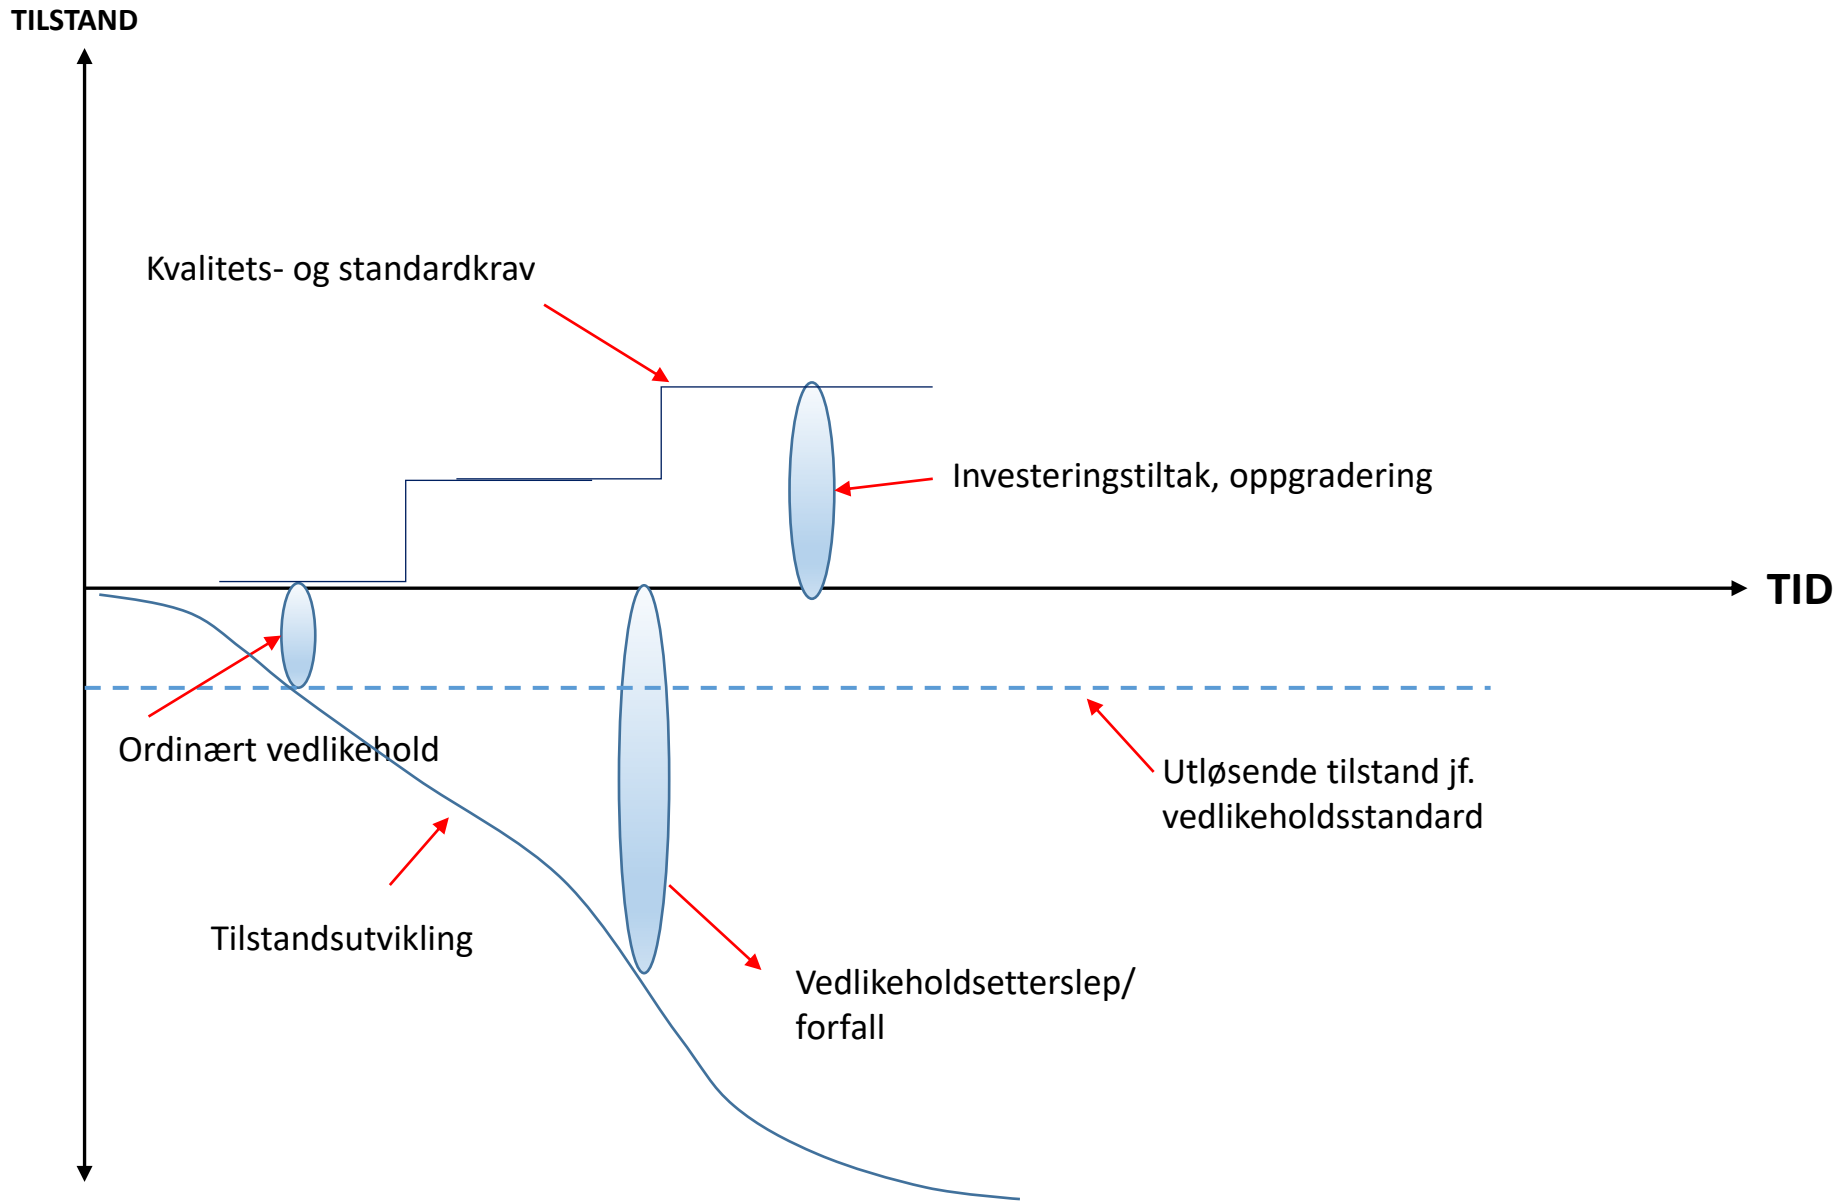 TILSTAND
Kvalitets- og standardkrav
Investeringstiltak, oppgradering
TID
Ordinært vedlikehold
Utløsende tilstand jf.
vedlikeholdsstandard
Tilstandsutvikling
Vedlikeholdsetterslep/
forfall